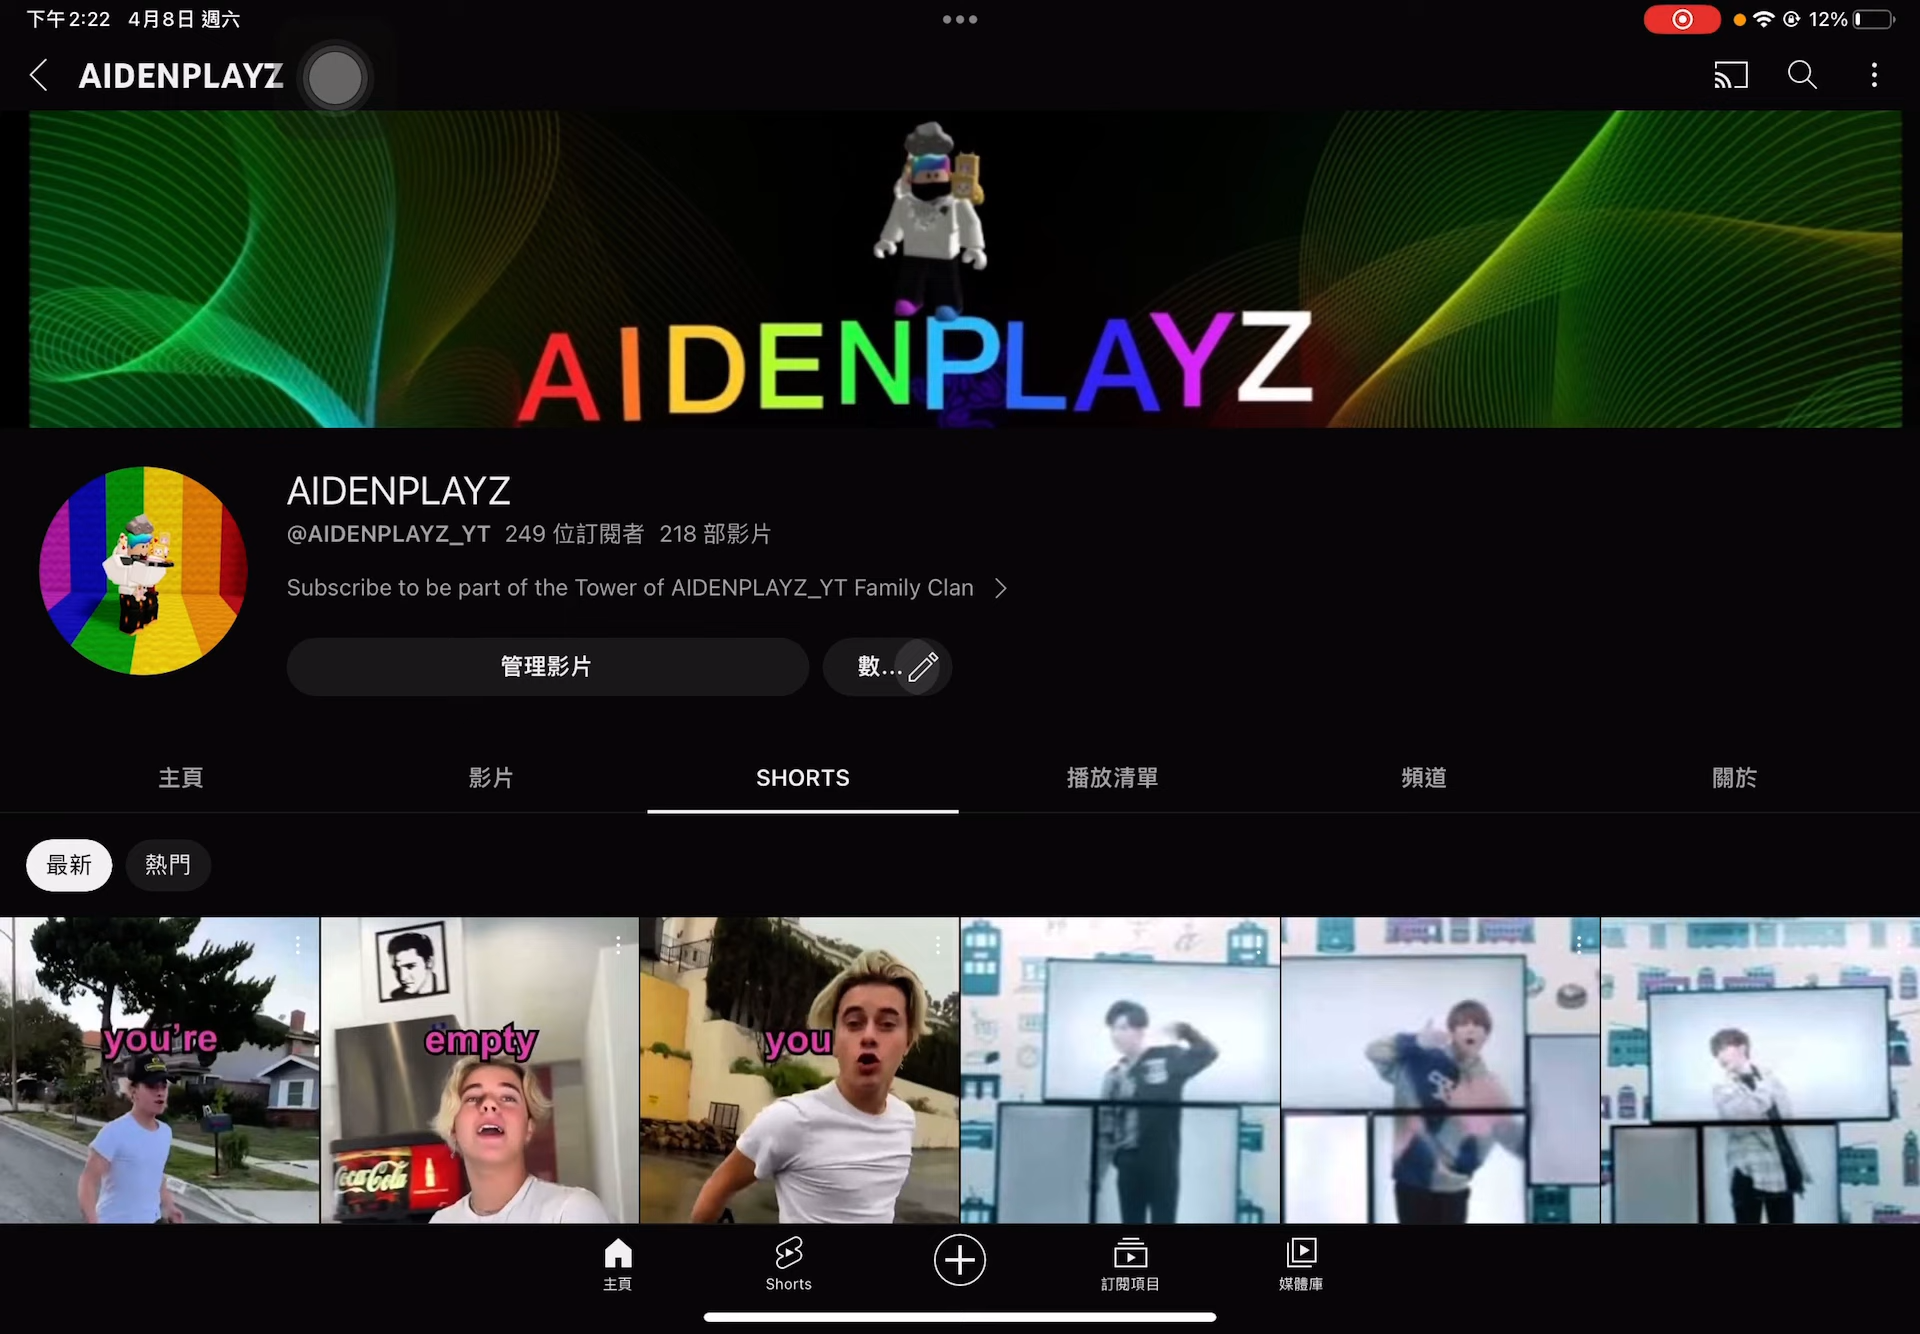 下午2:22 4月8日 週六
12%
AIDENPLAYZ
AIDENPLAYZ
AIDENPLAYZ
@AIDENPLAYZ_YT 249 位訂閱者 218 部影片
Subscribe to be part of the Tower of AIDENPLAYZ_YT Family Clan
管理影片 數...
主頁 影片 SHORTS 播放清單 頻道 關於
最新 熱門
you're empty you
Coca-Cola
主頁 Shorts 訂閱項目 媒體庫